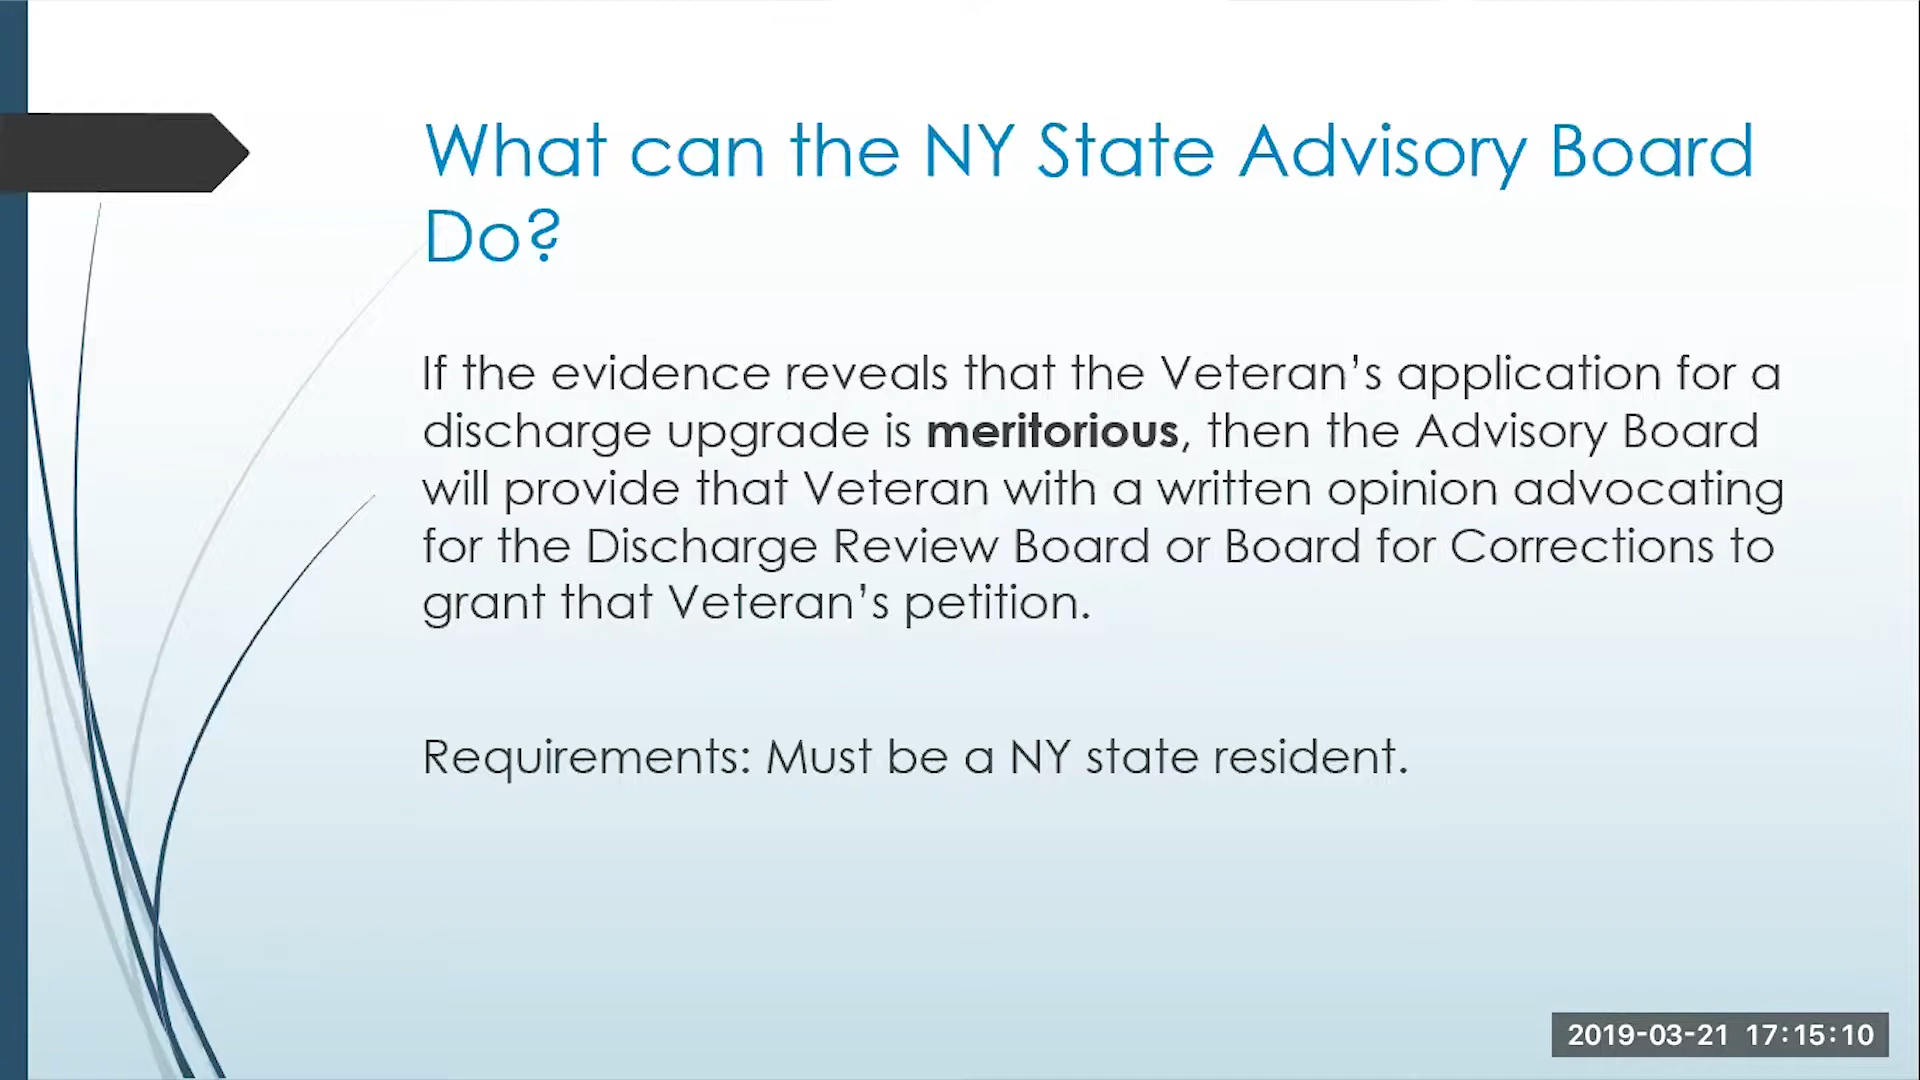 What can the NY State Advisory Board
Do?
If the evidence reveals that the Veteran’s application for a
discharge upgrade is meritorious, then the Advisory Board
will provide that Veteran with a written opinion advocating
for the Discharge Review Board or Board for Corrections to
grant that Veteran’s petition.
Requirements: Must be a NY state resident.
2019-03-21 17:15:10